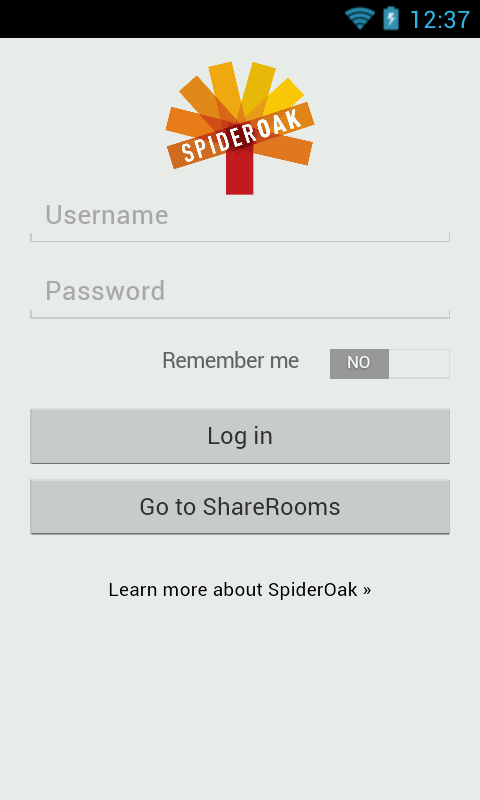 12:37
SPIDEROAK
Username
Password
Remember me NO
Log in
Go to ShareRooms
Learn more about SpiderOak »